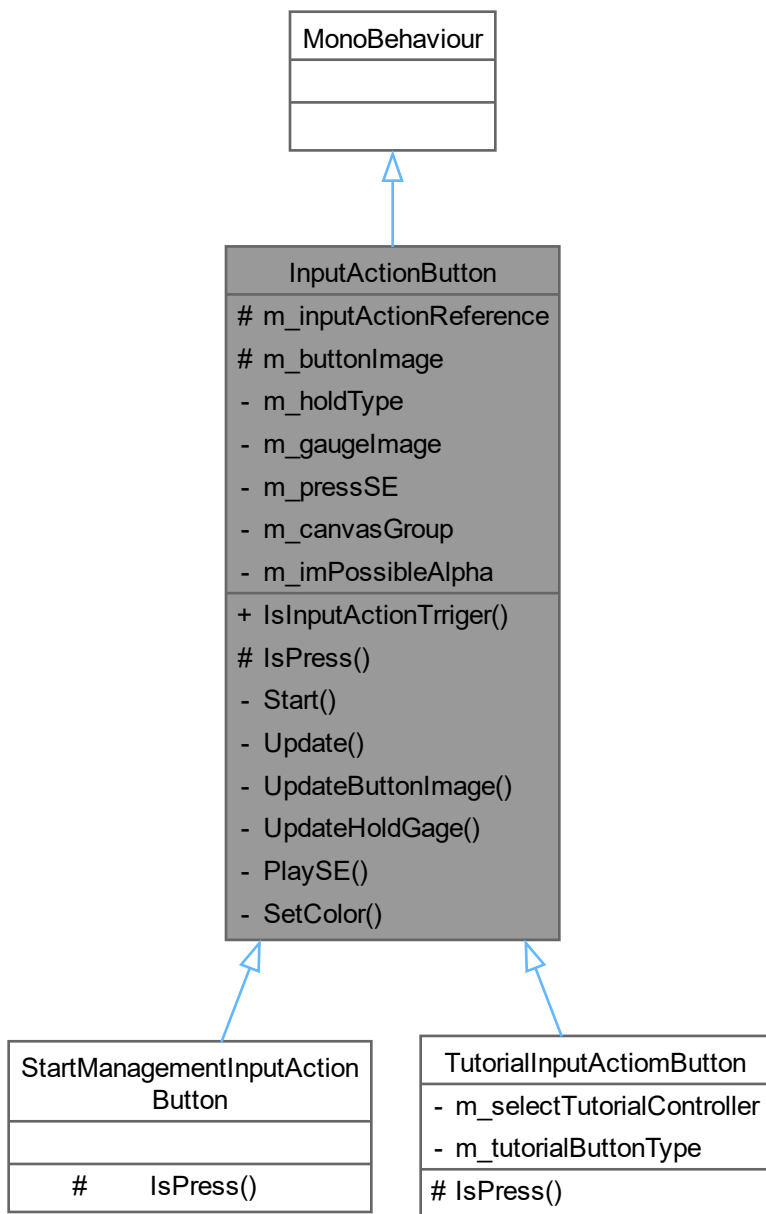 MonoBehaviour
InputActionButton
# m_inputActionReference
# m_buttonImage
- m_holdType
- m_gaugeImage
- m_pressSE
- m_canvasGroup
- m_imPossibleAlpha
+ IsInputActionTrriger()
# IsPress()
- Start()
- Update()
- UpdateButtonImage()
- UpdateHoldGage()
- PlaySE()
- SetColor()
StartManagementInputAction
Button
# IsPress()
TutorialInputActiomButton
- m_selectTutorialController
- m_tutorialButtonType
# IsPress()